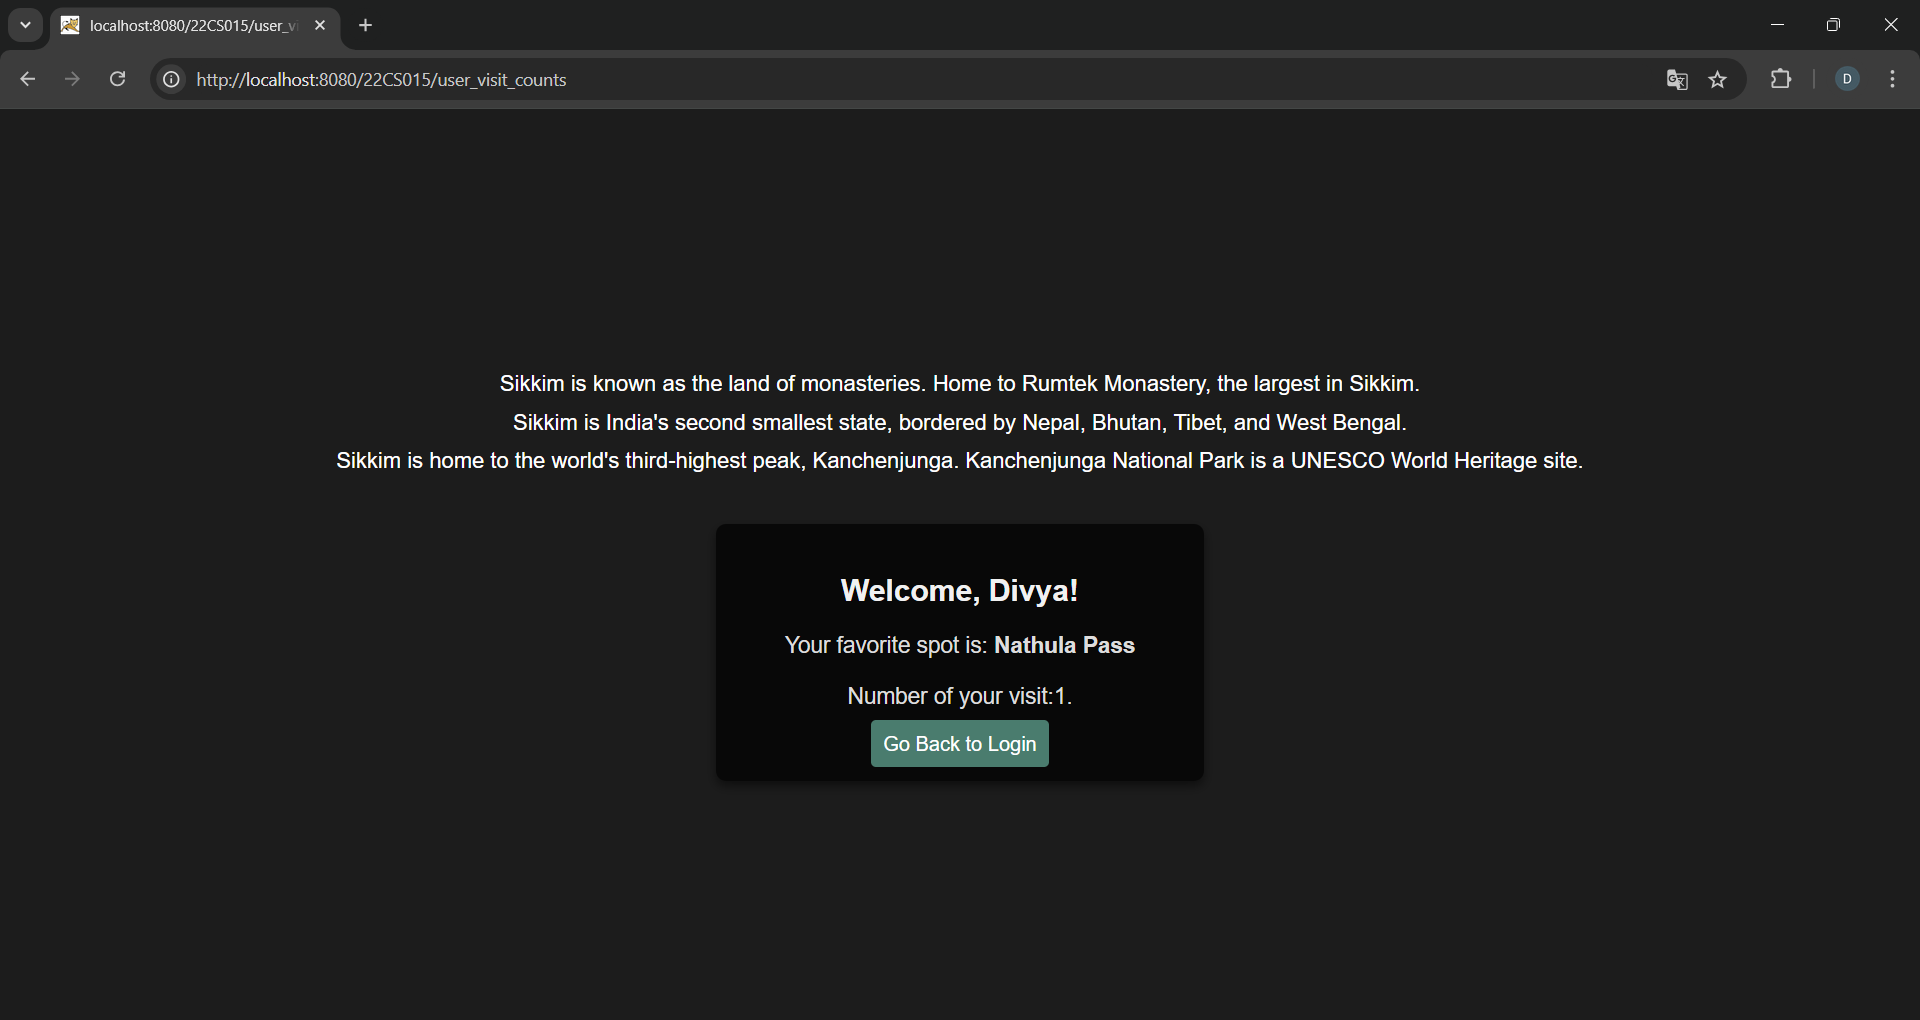 localhost:8080/22CS015/user_vi
http://localhost:8080/22CS015/user_visit_counts
D
Sikkim is known as the land of monasteries. Home to Rumtek Monastery, the largest in Sikkim.
Sikkim is India's second smallest state, bordered by Nepal, Bhutan, Tibet, and West Bengal.
Sikkim is home to the world's third-highest peak, Kanchenjunga. Kanchenjunga National Park is a UNESCO World Heritage site.
Welcome, Divya!
Your favorite spot is: Nathula Pass
Number of your visit:1.
Go Back to Login